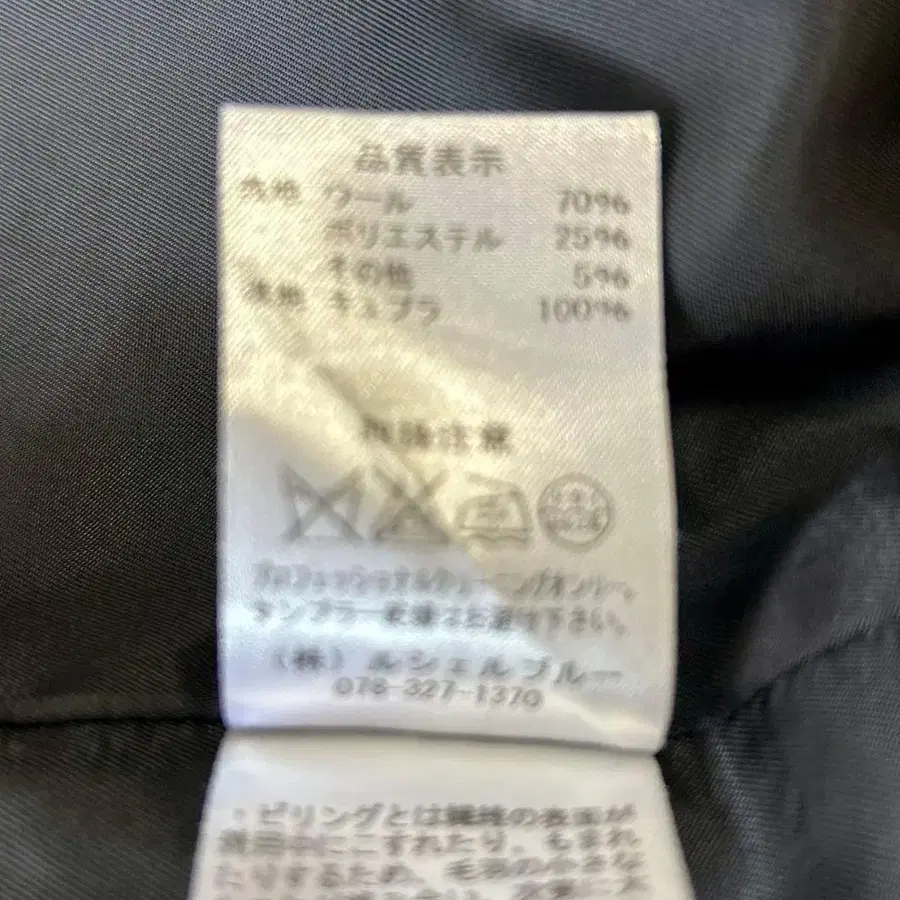 品質表示
表地 ウール 70%
ポリエステル 25%
その他 5%
裏地 キュプラ 100%
取扱注意
プロフェッショナルクリーニングオンリー。
タンブラー乾燥はお避け下さい。
(株) ルシェルブルー
078-327-1370
・ピリングとは繊維の表面が
着用中にこすれたり、もまれ
たりするため、毛羽の小さな